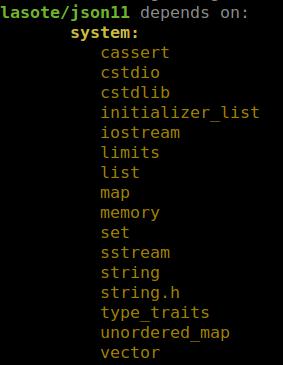 lasote/json11 depends on:
system:
cassert
cstdio
cstdlib
initializer_list
iostream
limits
list
map
memory
set
sstream
string
string.h
type_traits
unordered_map
vector